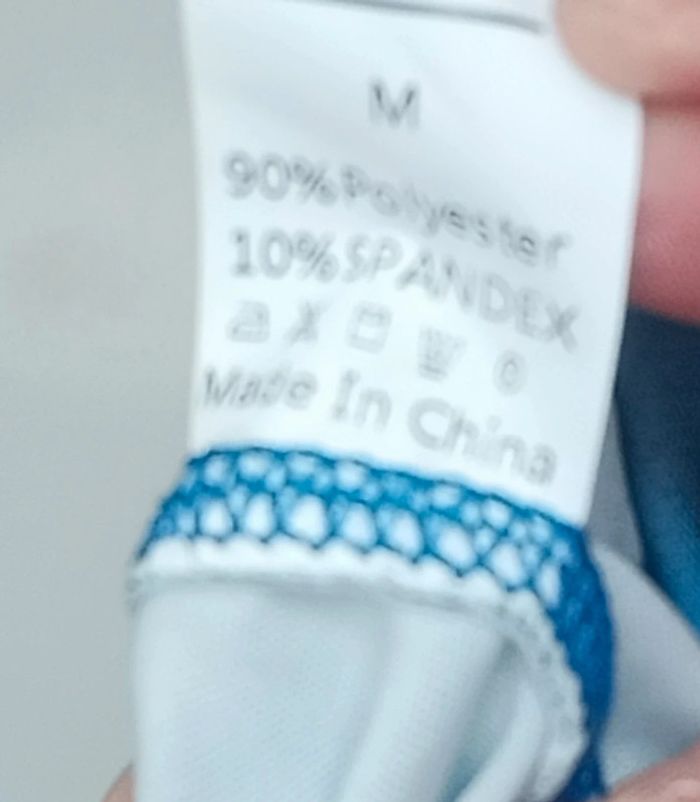 M
90%Polyester
10%SPANDEX
Made In China